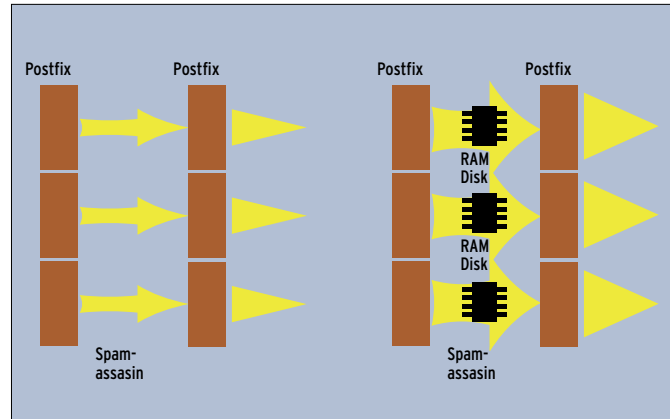 Postfix
Postfix
Postfix
Postfix
RAM
Disk
RAM
Disk
Spam-
assasin
Spam-
assasin